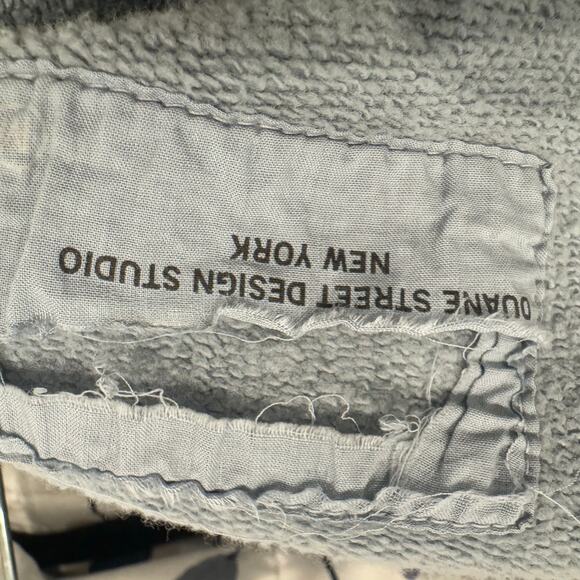 DUANE STREET DESIGN STUDIO
NEW YORK